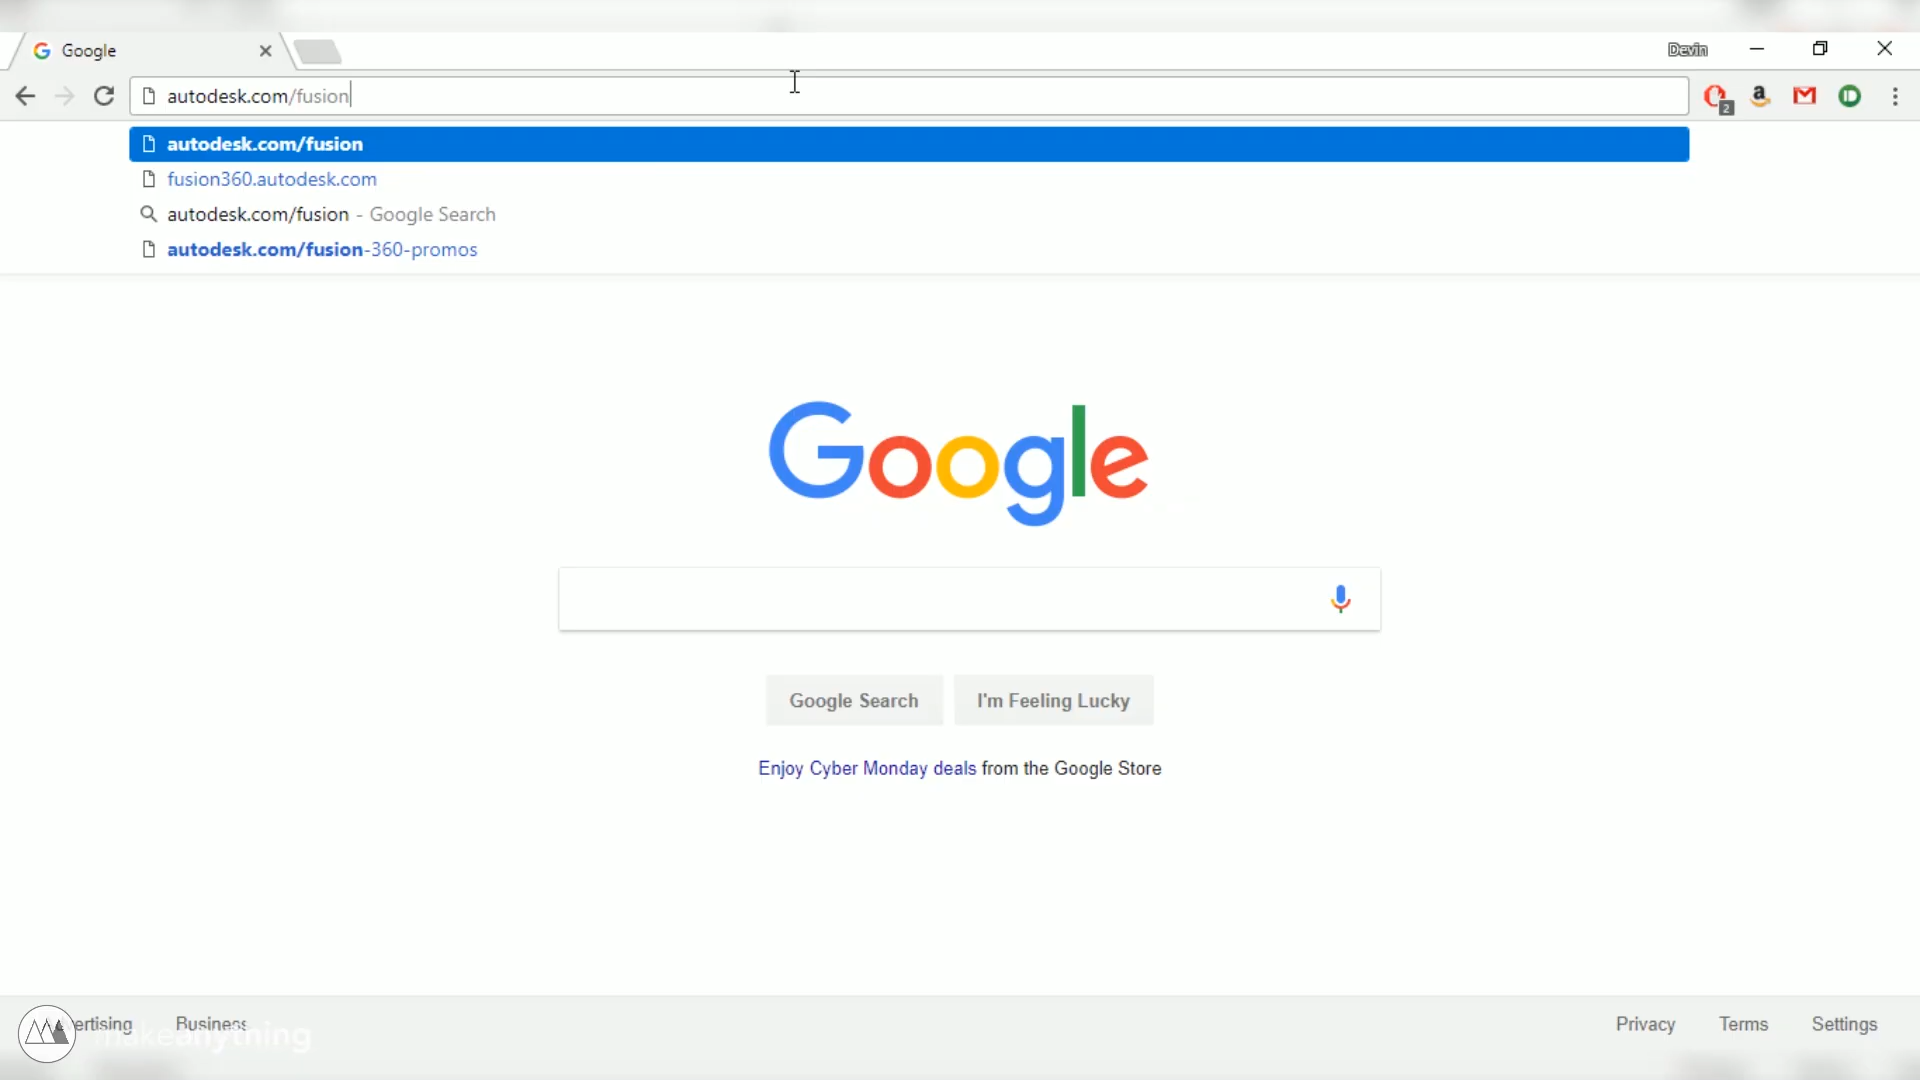 Google
Devin
autodesk.com/fusion
2
autodesk.com/fusion
fusion360.autodesk.com
autodesk.com/fusion - Google Search
autodesk.com/fusion-360-promos
Google
Google Search
I'm Feeling Lucky
Enjoy Cyber Monday deals from the Google Store
ertising
Business
makeanything
Privacy
Terms
Settings